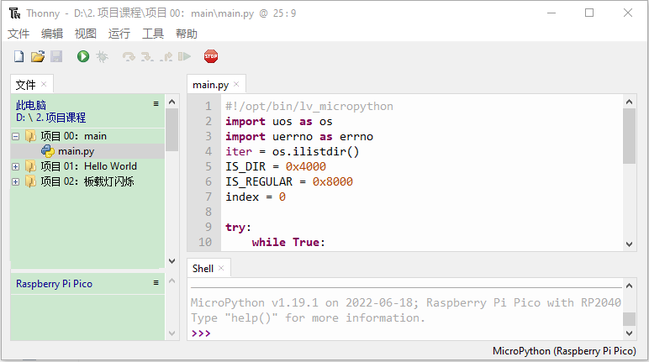 Thonny - D:\2. 项目课程\项目 00: main\main.py @ 25 : 9
文件 编辑 视图 运行 工具 帮助
STOP
文件 ×
此电脑
D: \ 2. 项目课程
项目 00: main
main.py
项目 01: Hello World
项目 02: 板载灯闪烁
Raspberry Pi Pico
main.py ×
1 #!/opt/bin/lv_micropython
2 import uos as os
3 import uerrno as errno
4 iter = os.ilistdir()
5 IS_DIR = 0x4000
6 IS_REGULAR = 0x8000
7 index = 0
8
9 try:
10 while True:
Shell ×
MicroPython v1.19.1 on 2022-06-18; Raspberry Pi Pico with RP2040
Type "help()" for more information.
>>>
MicroPython (Raspberry Pi Pico)